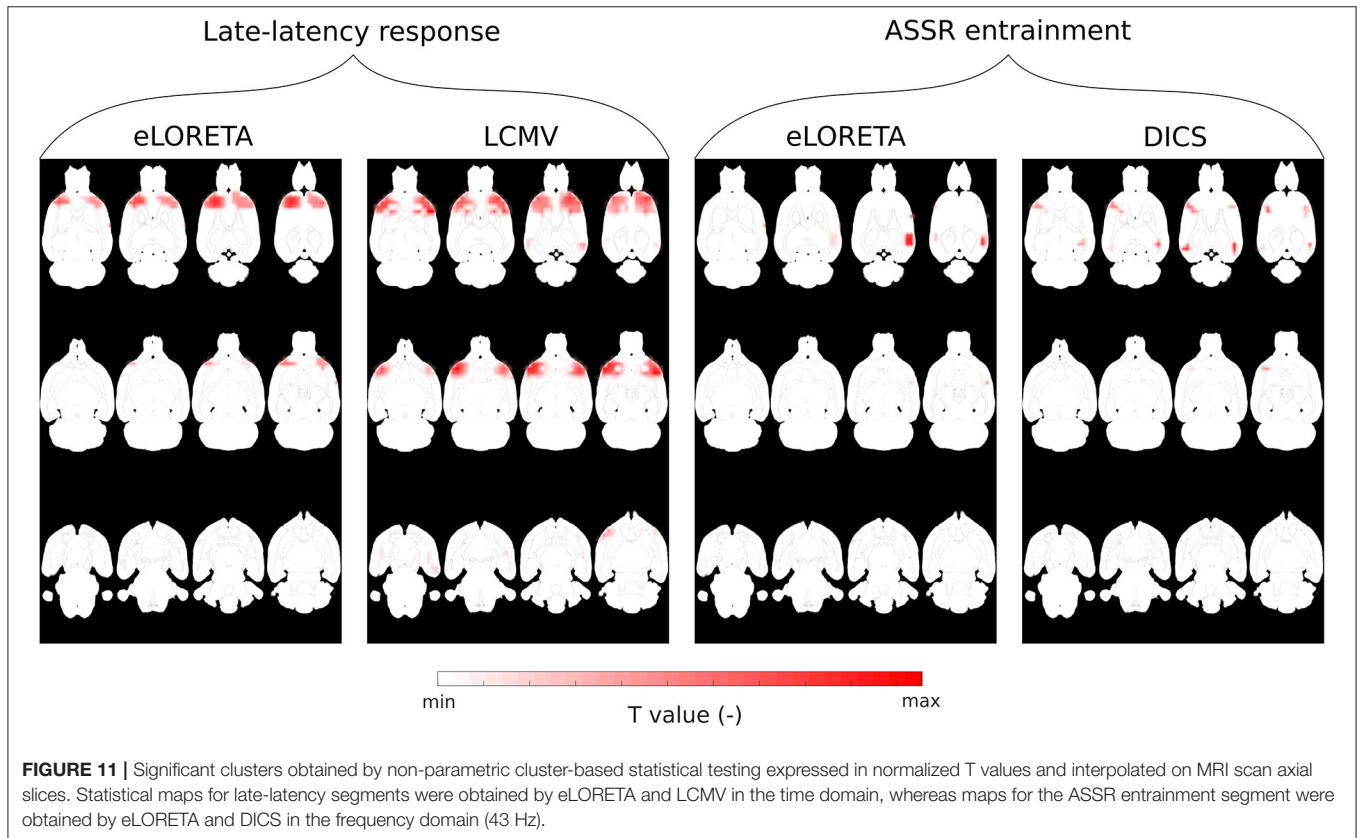 Late-latency response
ASSR entrainment
eLORETA
LCMV
eLORETA
DICS
min
max
T value (-)
FIGURE 11 | Significant clusters obtained by non-parametric cluster-based statistical testing expressed in normalized T values and interpolated on MRI scan axial
slices. Statistical maps for late-latency segments were obtained by eLORETA and LCMV in the time domain, whereas maps for the ASSR entrainment segment were
obtained by eLORETA and DICS in the frequency domain (43 Hz).